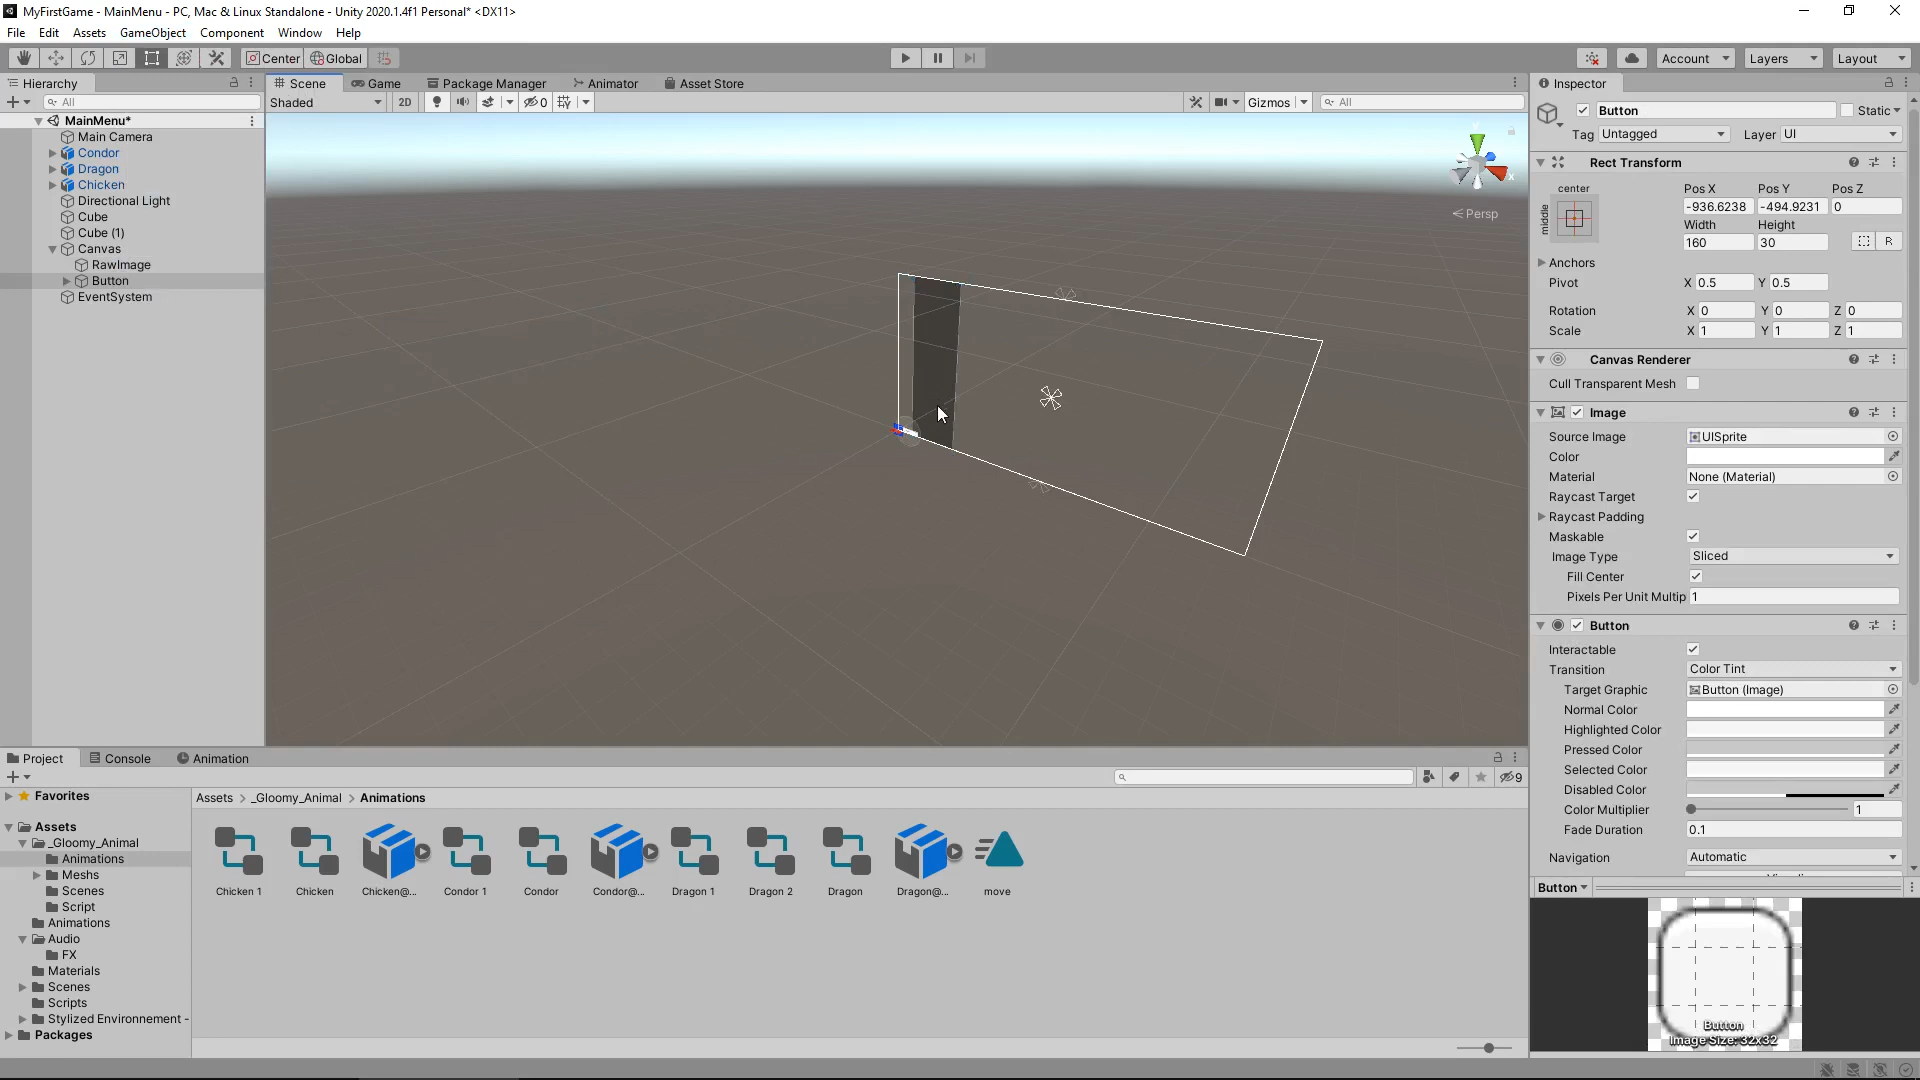 MyFirstGame - MainMenu - PC, Mac & Linux Standalone - Unity 2020.1.4f1 Personal* <DX11>
File Edit Assets GameObject Component Window Help
Center Global Account Layers Layout
Hierarchy
All
MainMenu*
Main Camera
Condor
Dragon
Chicken
Directional Light
Cube
Cube (1)
Canvas
RawImage
Button
EventSystem
Scene Game Package Manager Animator Asset Store
Shaded 2D 0 Gizmos All
Persp
Inspector
Button Static
Tag Untagged Layer UI
Rect Transform
center
middle
Pos X Pos Y Pos Z
-936.6238 -494.9231 0
Width Height
160 30 R
Anchors
Pivot X 0.5 Y 0.5
Rotation X 0 Y 0 Z 0
Scale X 1 Y 1 Z 1
Canvas Renderer
Cull Transparent Mesh
Image
Source Image UISprite
Color
Material None (Material)
Raycast Target
Raycast Padding
Maskable
Image Type Sliced
Fill Center
Pixels Per Unit Multip 1
Button
Interactable
Transition Color Tint
Target Graphic Button (Image)
Normal Color
Highlighted Color
Pressed Color
Selected Color
Disabled Color
Color Multiplier 1
Fade Duration 0.1
Navigation Automatic
Button
Button
Image Size: 32x32
Project Console Animation
9
Favorites
Assets
_Gloomy_Animal
Animations
Meshs
Scenes
Script
Animations
Audio
FX
Materials
Scenes
Scripts
Stylized Environnement -
Packages
Assets > _Gloomy_Animal > Animations
Chicken 1 Chicken Chicken@... Condor 1 Condor Condor@... Dragon 1 Dragon 2 Dragon Dragon@... move